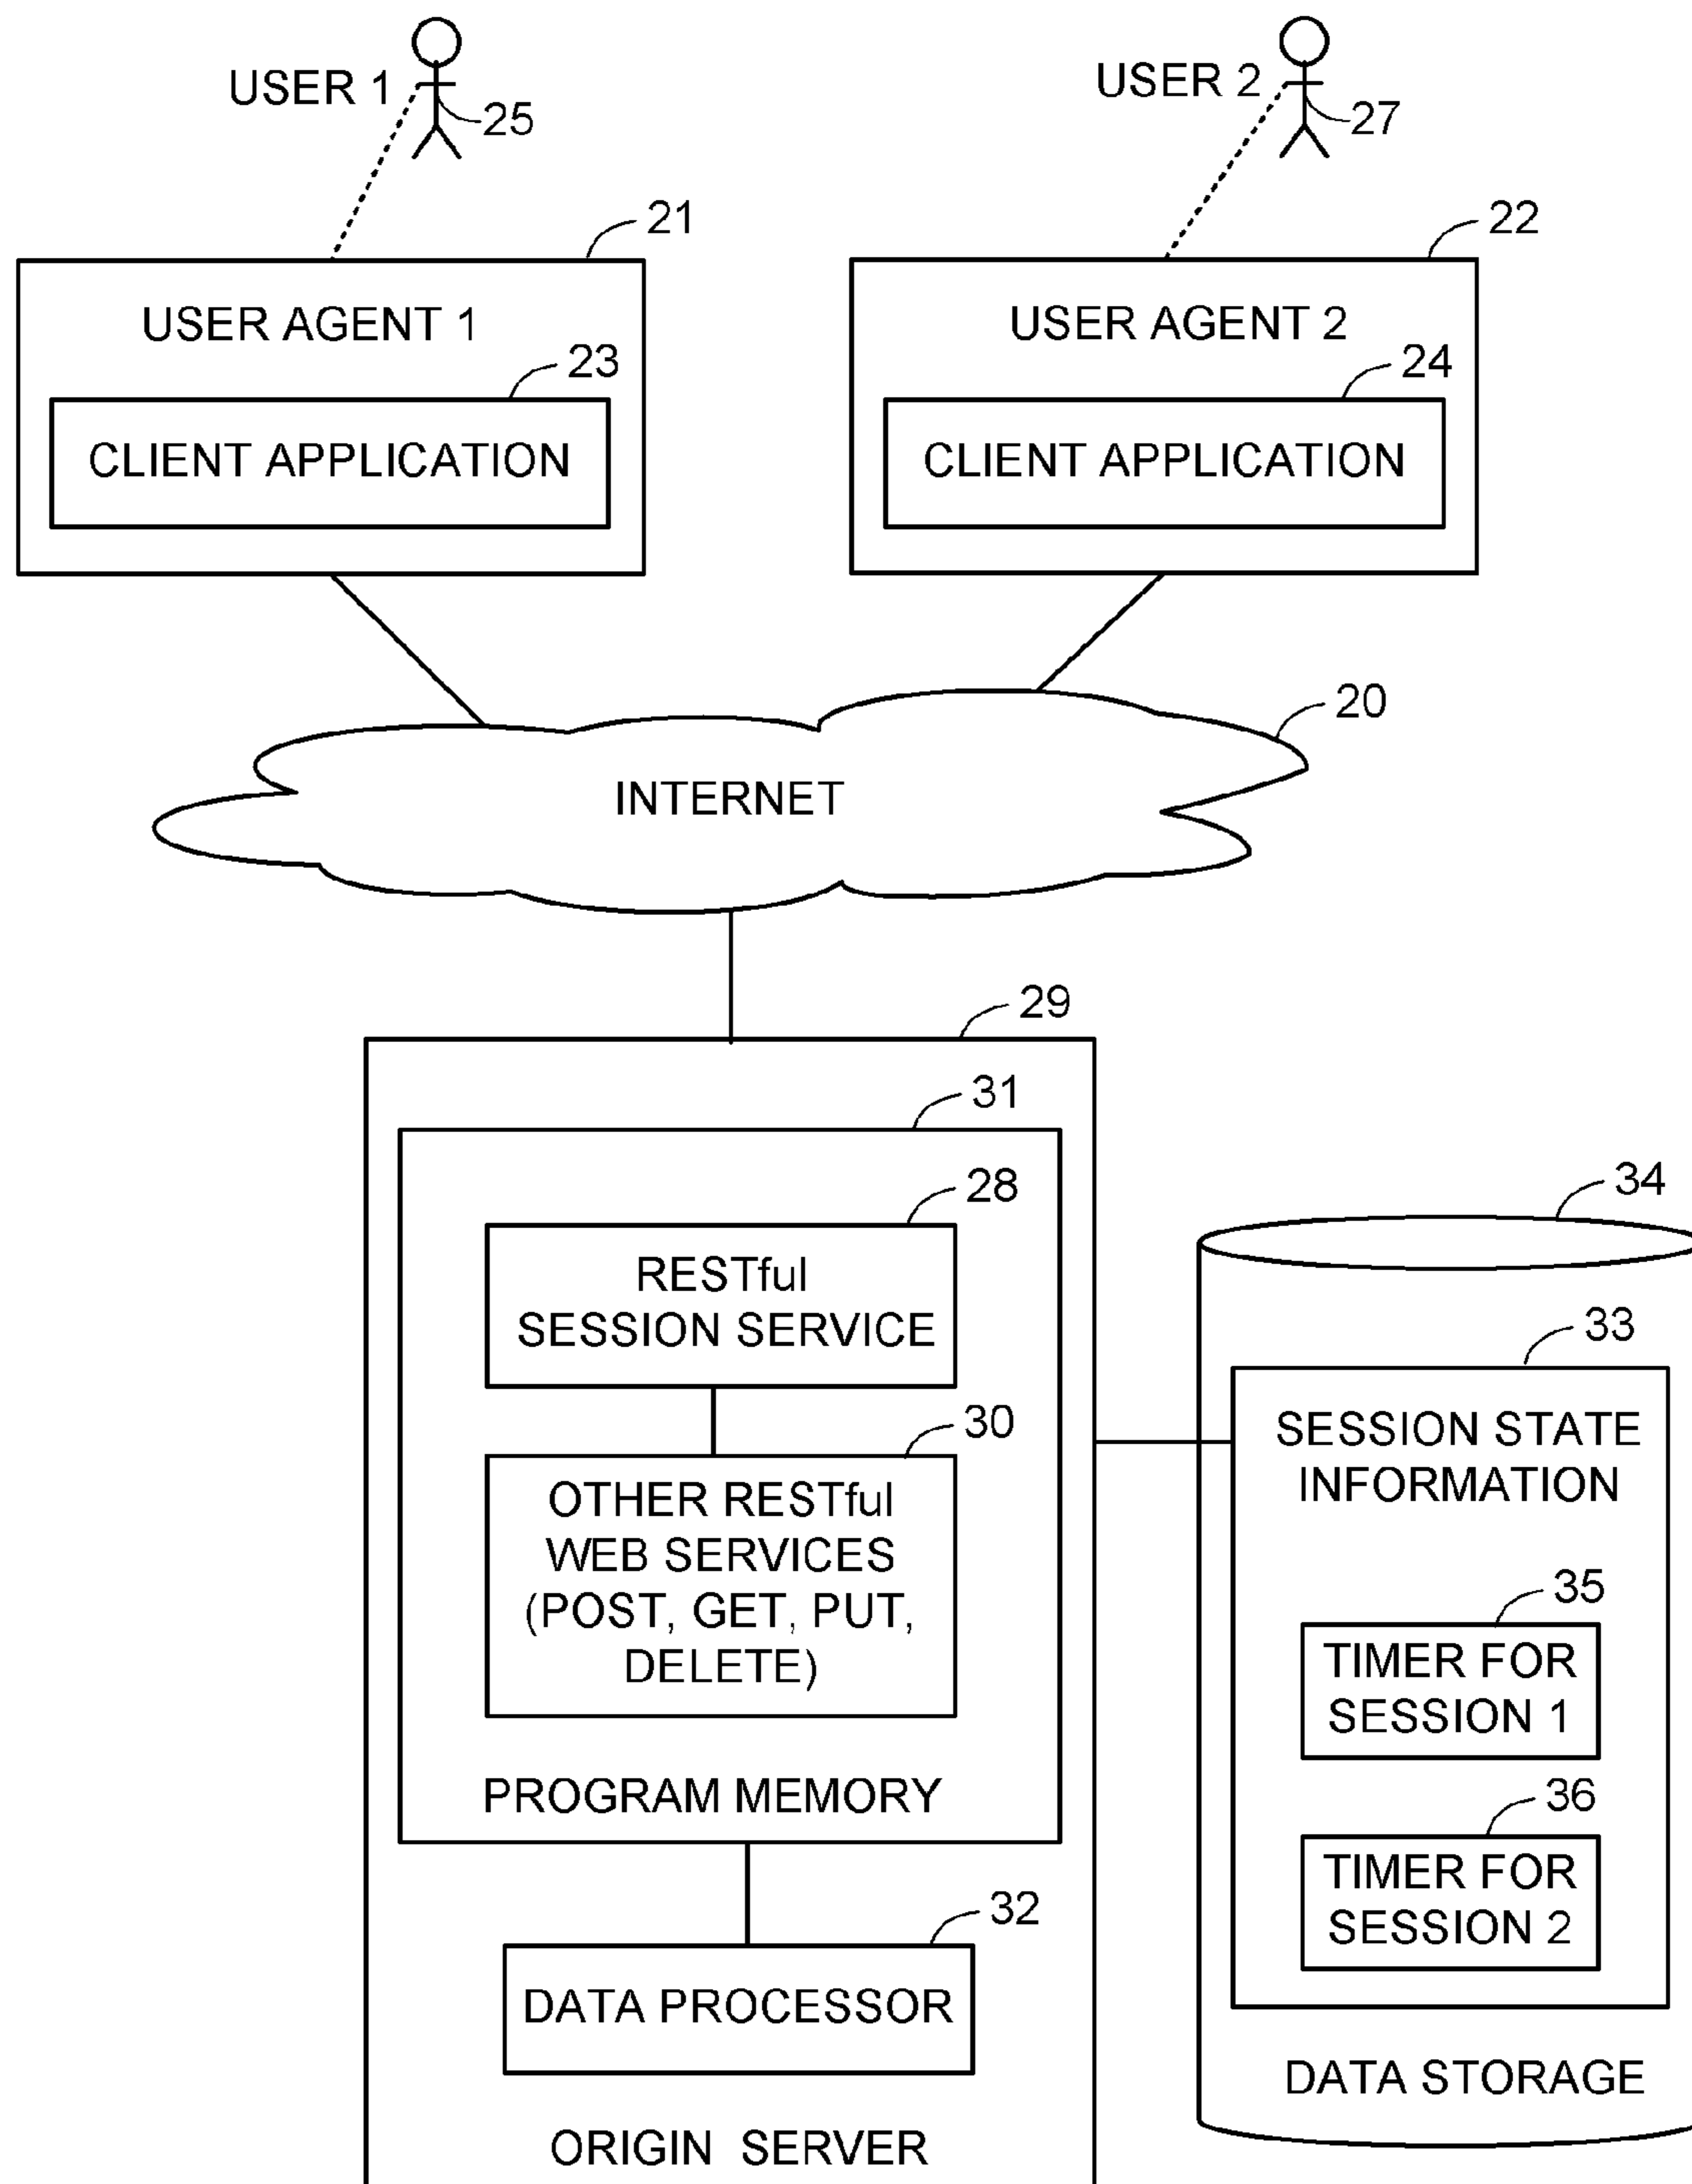 USER 1
25
USER 2
27
21
22
USER AGENT 1
23
CLIENT APPLICATION
USER AGENT 2
24
CLIENT APPLICATION
20
INTERNET
29
31
28
RESTful
SESSION SERVICE
30
OTHER RESTful
WEB SERVICES
(POST, GET, PUT,
DELETE)
PROGRAM MEMORY
32
DATA PROCESSOR
ORIGIN SERVER
34
33
SESSION STATE
INFORMATION
35
TIMER FOR
SESSION 1
36
TIMER FOR
SESSION 2
DATA STORAGE